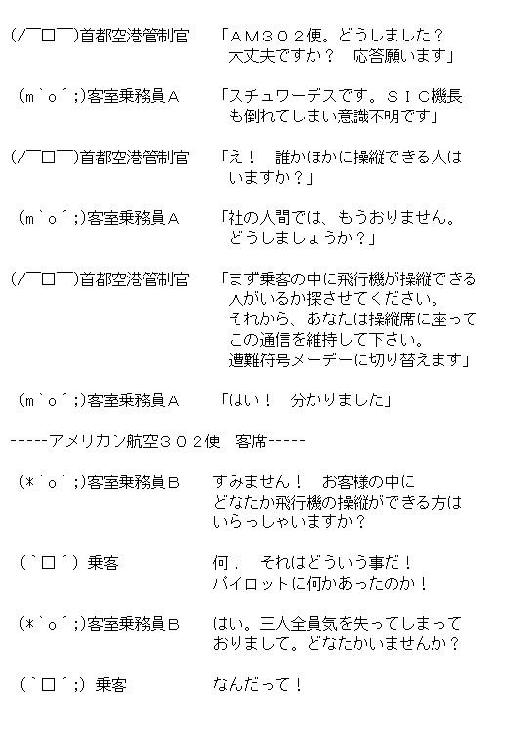 (/￣□￣)首都空港管制官　「ＡＭ３０２便。どうしました？
大丈夫ですか？　応答願います」
(m｀o´;)客室乗務員Ａ　「スチュワーデスです。ＳＩＣ機長
も倒れてしまい意識不明です」
(/￣□￣)首都空港管制官　「え！　誰かほかに操縦できる人は
いますか？」
(m｀o´;)客室乗務員Ａ　「社の人間では、もうおりません。
どうしましょうか？」
(/￣□￣)首都空港管制官　「まず乗客の中に飛行機が操縦できる
人がいるか探させてください。
それから、あなたは操縦席に座って
この通信を維持して下さい。
遭難符号メーデーに切り替えます」
(m｀o´;)客室乗務員Ａ　「はい！　分かりました」
-----アメリカン航空３０２便　客席-----
(*｀o´;)客室乗務員Ｂ　すみません！　お客様の中に
どなたか飛行機の操縦ができる方は
いらっしゃいますか？
(｀□´) 乗客　何．　それはどういう事だ！
パイロットに何かあったのか！
(*｀o´;)客室乗務員Ｂ　はい。三人全員気を失ってしまって
おりまして。どなたかいませんか？
(｀□´;) 乗客　なんだって！